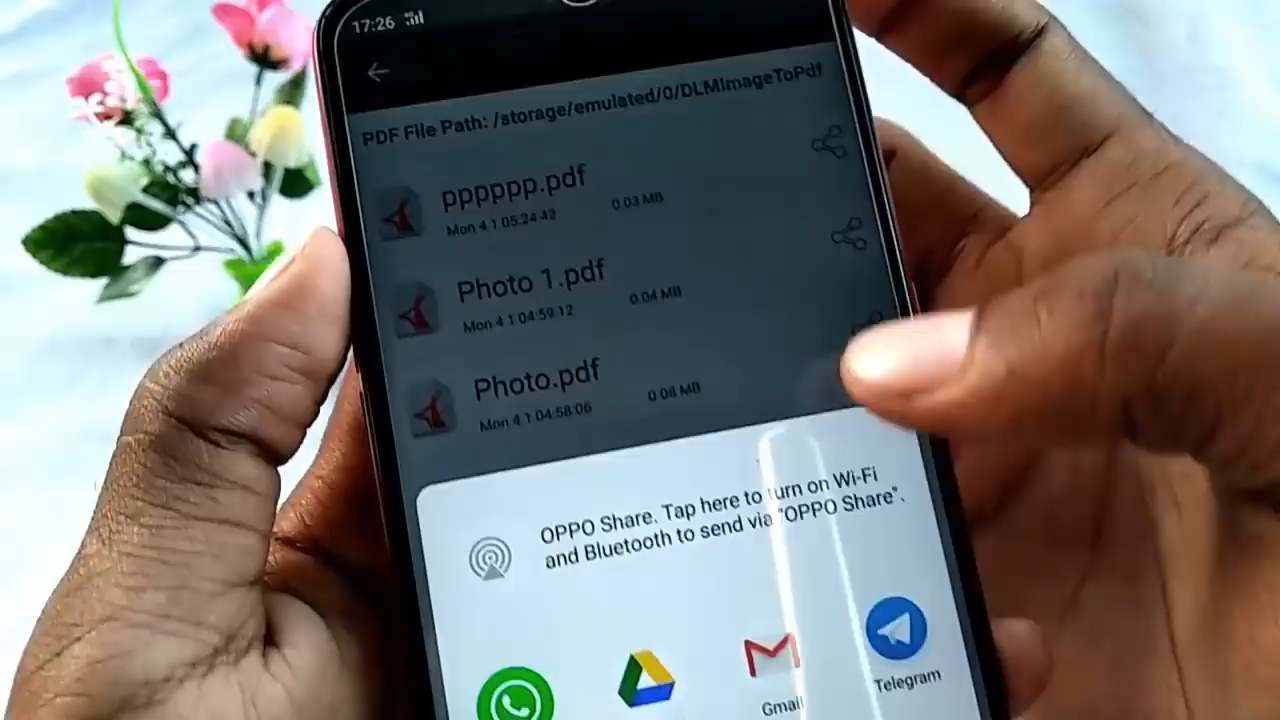 17:26
PDF File Path: /storage/emulated/0/DLMImageToPdf
pppppp.pdf
Mon 4 1 05:24:42 0.03 MB
Photo 1.pdf
Mon 4 1 04:59:12 0.04 MB
Photo.pdf
Mon 4 1 04:58:06 0.08 MB
OPPO Share. Tap here to turn on Wi-Fi
and Bluetooth to send via "OPPO Share".
Gmail
Telegram